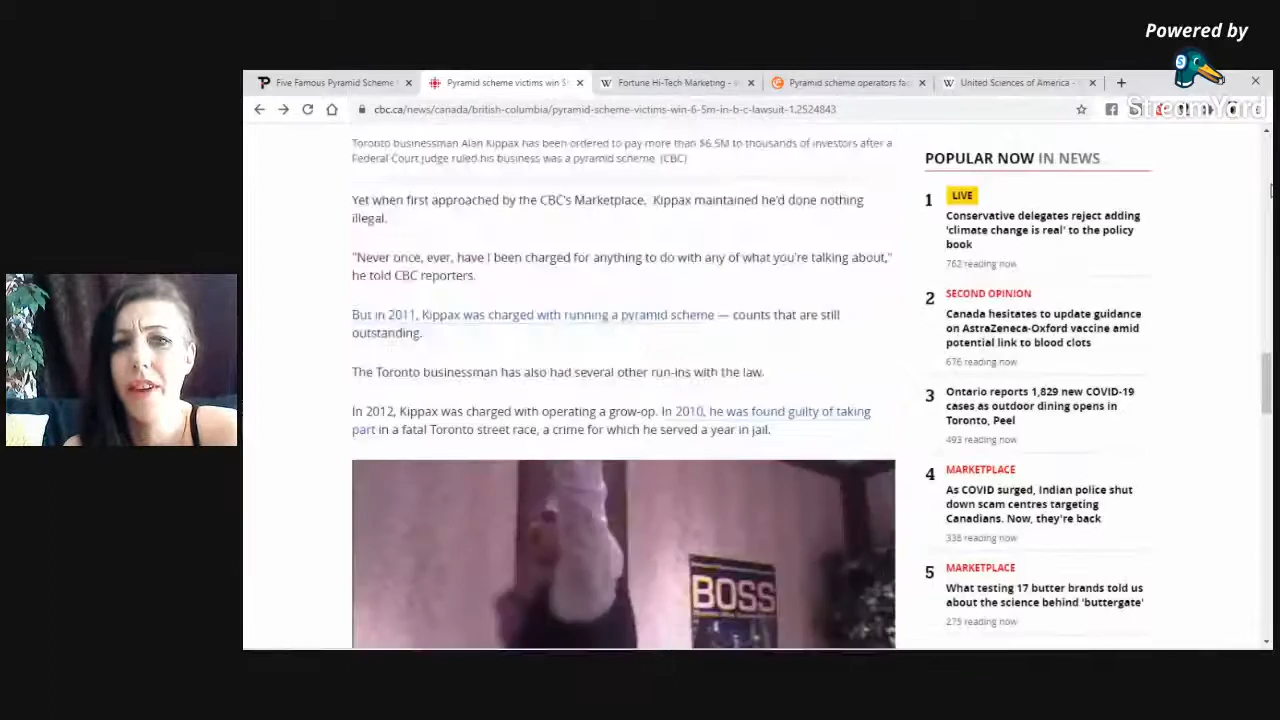 Powered by
StreamYard
Five Famous Pyramid Scheme
Pyramid scheme victims win
Fortune Hi-Tech Marketing -
Pyramid scheme operators fac
United Sciences of America -
cbc.ca/news/canada/british-columbia/pyramid-scheme-victims-win-6-5m-in-b-c-lawsuit-1.2524843
Toronto businessman Alan Kippax has been ordered to pay more than $6.5M to thousands of investors after a
Federal Court judge ruled his business was a pyramid scheme. (CBC)
Yet when first approached by the CBC's Marketplace, Kippax maintained he'd done nothing
illegal.
"Never once, ever, have I been charged for anything to do with any of what you're talking about,"
he told CBC reporters.
But in 2011, Kippax was charged with running a pyramid scheme — counts that are still
outstanding.
The Toronto businessman has also had several other run-ins with the law.
In 2012, Kippax was charged with operating a grow-op. In 2010, he was found guilty of taking
part in a fatal Toronto street race, a crime for which he served a year in jail.
BOSS
POPULAR NOW IN NEWS
1
LIVE
Conservative delegates reject adding
'climate change is real' to the policy
book
762 reading now
2
SECOND OPINION
Canada hesitates to update guidance
on AstraZeneca-Oxford vaccine amid
potential link to blood clots
676 reading now
3
Ontario reports 1,829 new COVID-19
cases as outdoor dining opens in
Toronto, Peel
493 reading now
4
MARKETPLACE
As COVID surged, Indian police shut
down scam centres targeting
Canadians. Now, they're back
338 reading now
5
MARKETPLACE
What testing 17 butter brands told us
about the science behind 'buttergate'
275 reading now